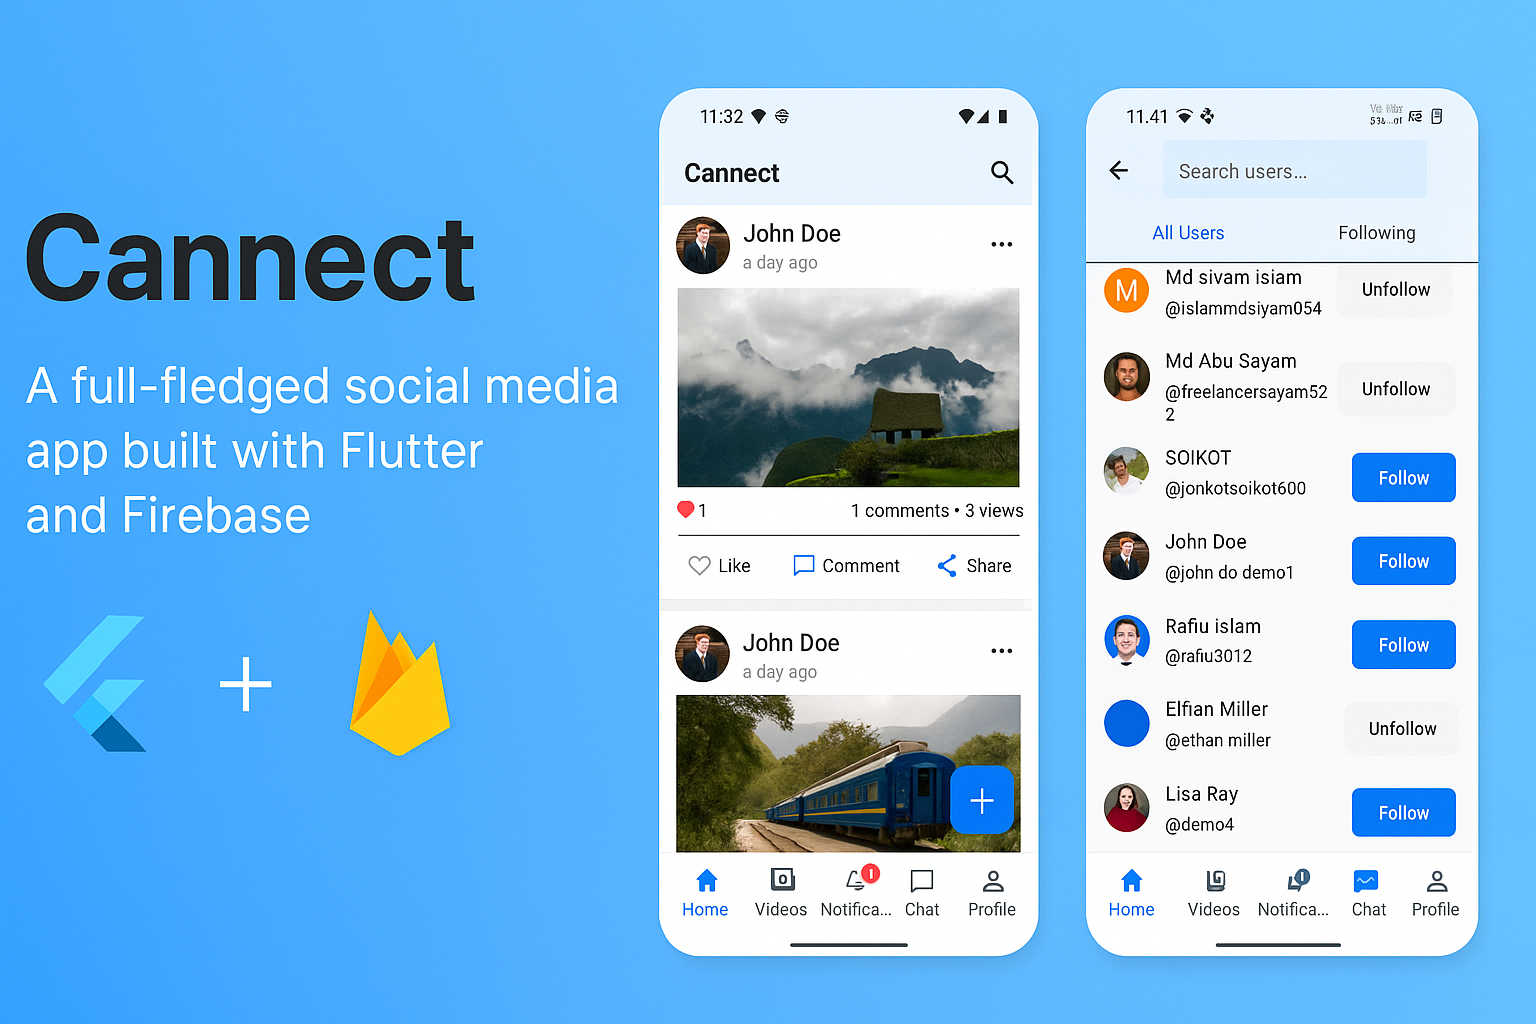 Cannect
A full-fledged social media
app built with Flutter
and Firebase
11:32
Cannect
John Doe
a day ago
1
1 comments • 3 views
Like
Comment
Share
John Doe
a day ago
Home
Videos
Notifica...
Chat
Profile
11.41
Search users...
All Users
Following
M
Md sivam isiam
@islammdsiyam054
Unfollow
Md Abu Sayam
@freelancersayam52
2
Unfollow
SOIKOT
@jonkotsoikot600
Follow
John Doe
@john do demo1
Follow
Rafiu islam
@rafiu3012
Follow
Elfian Miller
@ethan miller
Unfollow
Lisa Ray
@demo4
Follow
Home
Videos
Notifica...
Chat
Profile